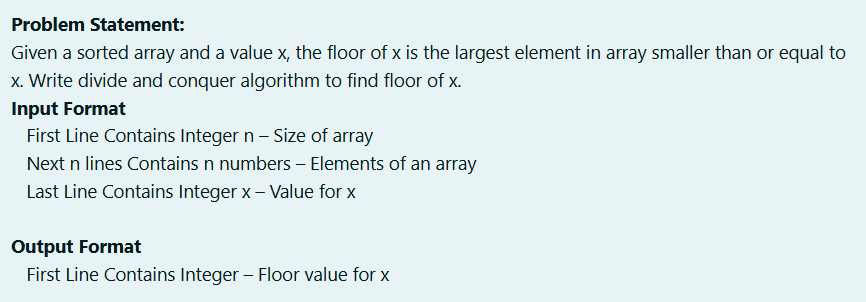 Problem Statement:
Given a sorted array and a value x, the floor of x is the largest element in array smaller than or equal to
x. Write divide and conquer algorithm to find floor of x.
Input Format
First Line Contains Integer n – Size of array
Next n lines Contains n numbers – Elements of an array
Last Line Contains Integer x – Value for x
Output Format
First Line Contains Integer – Floor value for x